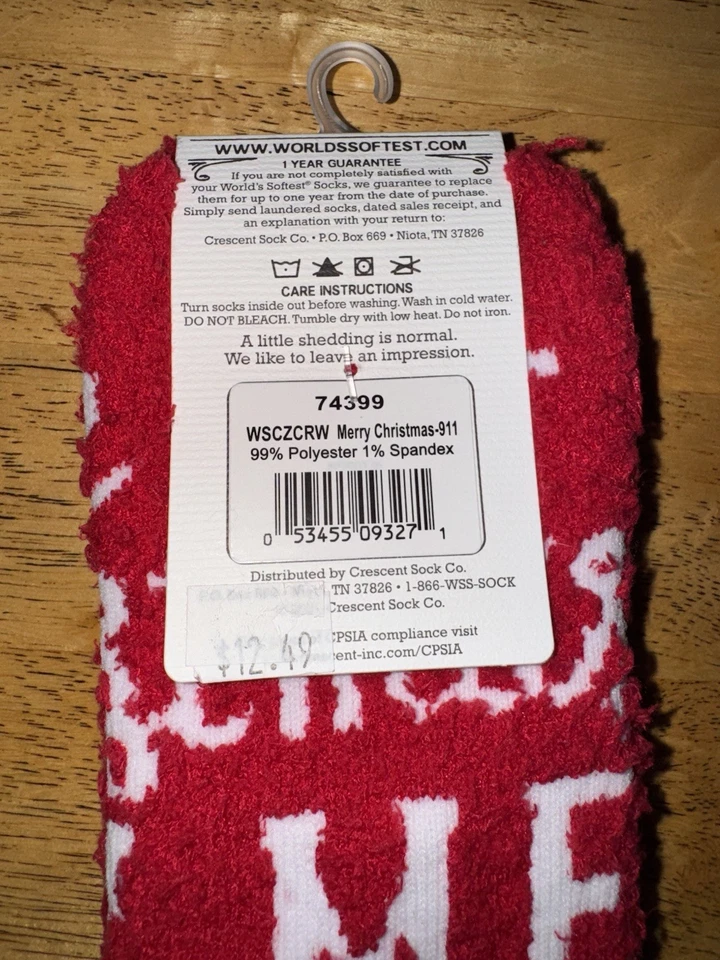 WWW.WORLDSSOFTEST.COM
1 YEAR GUARANTEE
If you are not completely satisfied with
your World's Softest® Socks, we guarantee to replace
them for up to one year from the date of purchase.
Simply send laundered socks, dated sales receipt, and
an explanation with your return to:
Crescent Sock Co. • P.O. Box 669 • Niota, TN 37826
CARE INSTRUCTIONS
Turn socks inside out before washing. Wash in cold water.
DO NOT BLEACH. Tumble dry with low heat. Do not iron.
A little shedding is normal.
We like to leave an impression.
74399
WSCZCRW Merry Christmas-911
99% Polyester 1% Spandex
0 53455 09327 1
Distributed by Crescent Sock Co.
TN 37826 • 1-866-WSS-SOCK
Crescent Sock Co.
CPSIA compliance visit
cent-inc.com/CPSIA
$12.49
ME